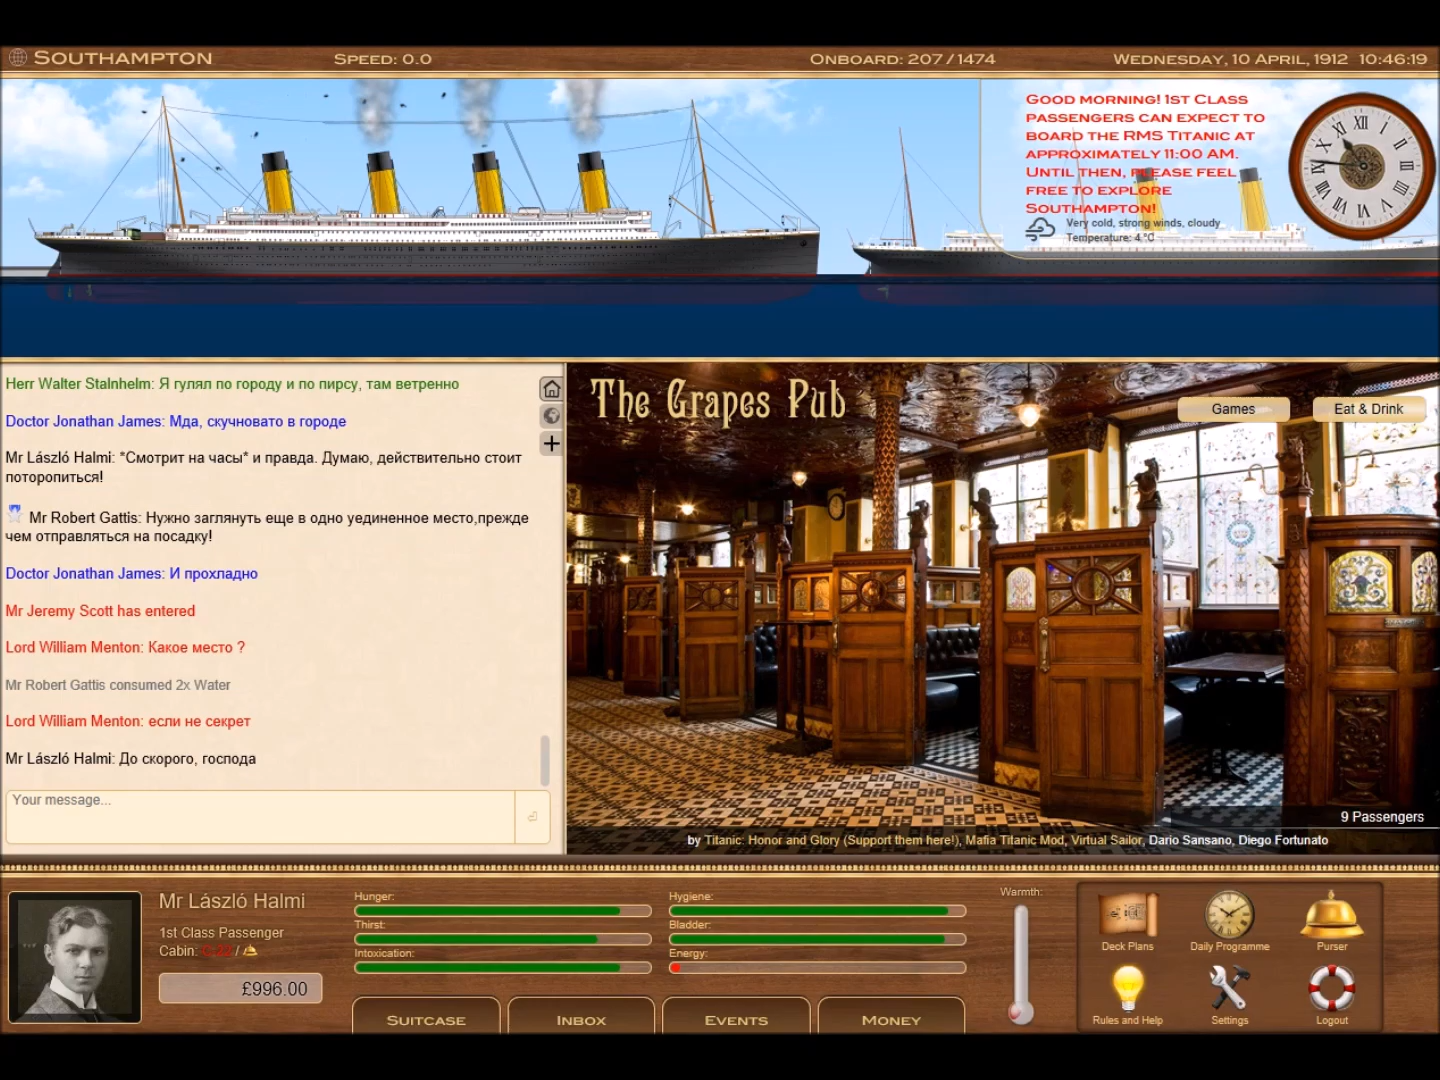 Southampton
Speed: 0.0
Onboard: 207 / 1474
Wednesday, 10 April, 1912 10:46:19
Good morning! 1st Class
passengers can expect to
board the RMS Titanic at
approximately 11:00 AM.
Until then, please feel
free to explore
Southampton!
Very cold, strong winds, cloudy
Temperature: 4 °C
XII I III V VI VII VIII IX X XI
Herr Walter Stalnhelm: Я гулял по городу и по пирсу, там ветренно
Doctor Jonathan James: Мда, скучновато в городе
Mr László Halmi: *Смотрит на часы* и правда. Думаю, действительно стоит
поторопиться!
Mr Robert Gattis: Нужно заглянуть еще в одно уединенное место,прежде
чем отправляться на посадку!
Doctor Jonathan James: И прохладно
Mr Jeremy Scott has entered
Lord William Menton: Какое место ?
Mr Robert Gattis consumed 2x Water
Lord William Menton: если не секрет
Mr László Halmi: До скорого, господа
Your message...
The Grapes Pub
Games
Eat & Drink
9 Passengers
by Titanic: Honor and Glory (Support them here!), Mafia Titanic Mod, Virtual Sailor, Dario Sansano, Diego Fortunato
Mr László Halmi
1st Class Passenger
Cabin: /
£996.00
Hunger:
Thirst:
Intoxication:
Hygiene:
Bladder:
Energy:
Warmth:
Suitcase
Inbox
Events
Money
Deck Plans
Daily Programme
Purser
Rules and Help
Settings
Logout